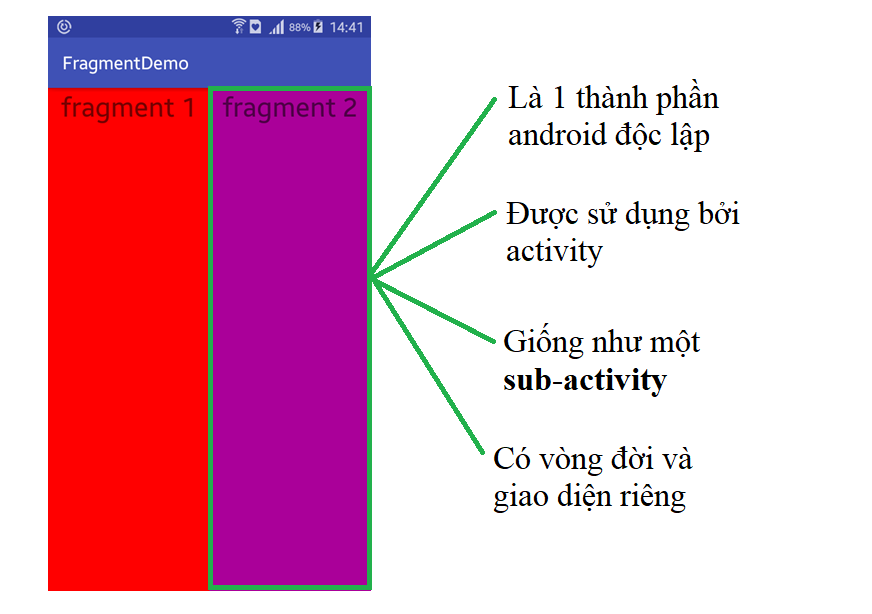 88% 14:41
FragmentDemo
fragment 1
fragment 2
Là 1 thành phần
android độc lập
Được sử dụng bởi
activity
Giống như một
sub-activity
Có vòng đời và
giao diện riêng